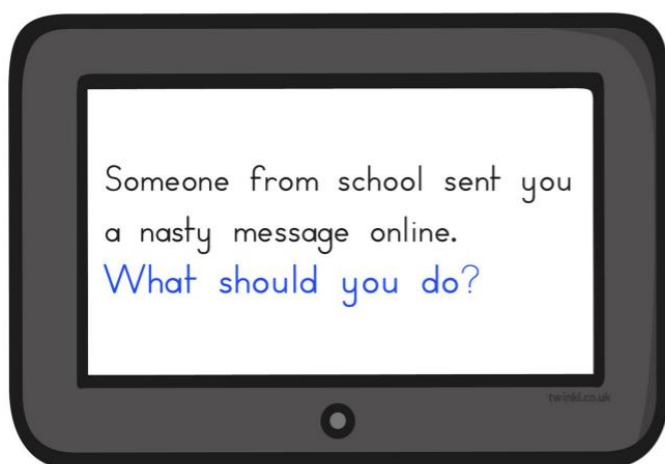 Someone from school sent you
a nasty message online.
What should you do?
twinkl.co.uk